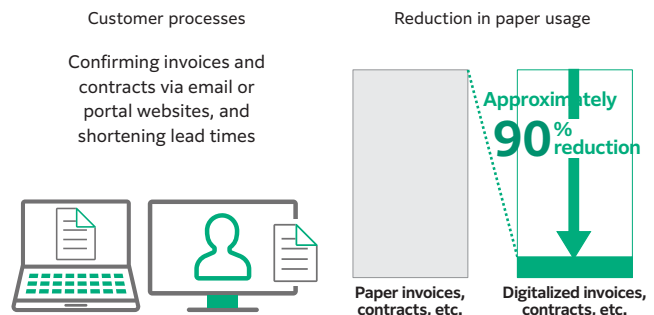 Customer processes
Confirming invoices and
contracts via email or
portal websites, and
shortening lead times
Reduction in paper usage
Approximately
90%
reduction
Paper invoices,
contracts, etc.
Digitalized invoices,
contracts, etc.